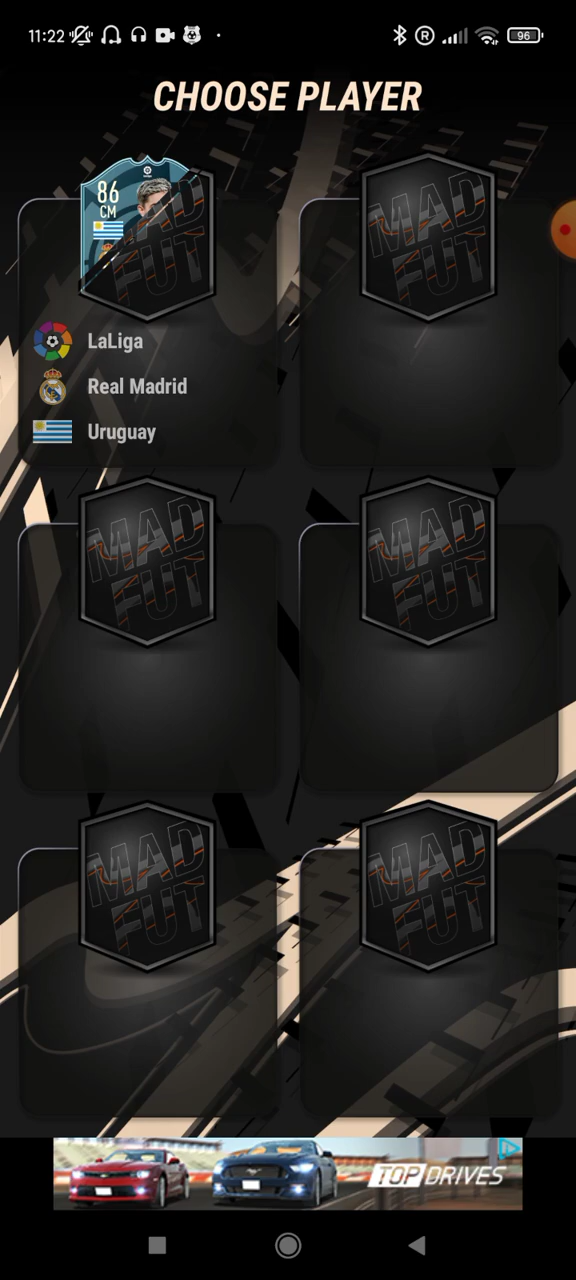 11:22
R
96
CHOOSE PLAYER
86
CM
MAD
FUT
MAD
FUT
LaLiga
Real Madrid
Uruguay
MAD
FUT
MAD
FUT
MAD
FUT
MAD
FUT
TOP DRIVES